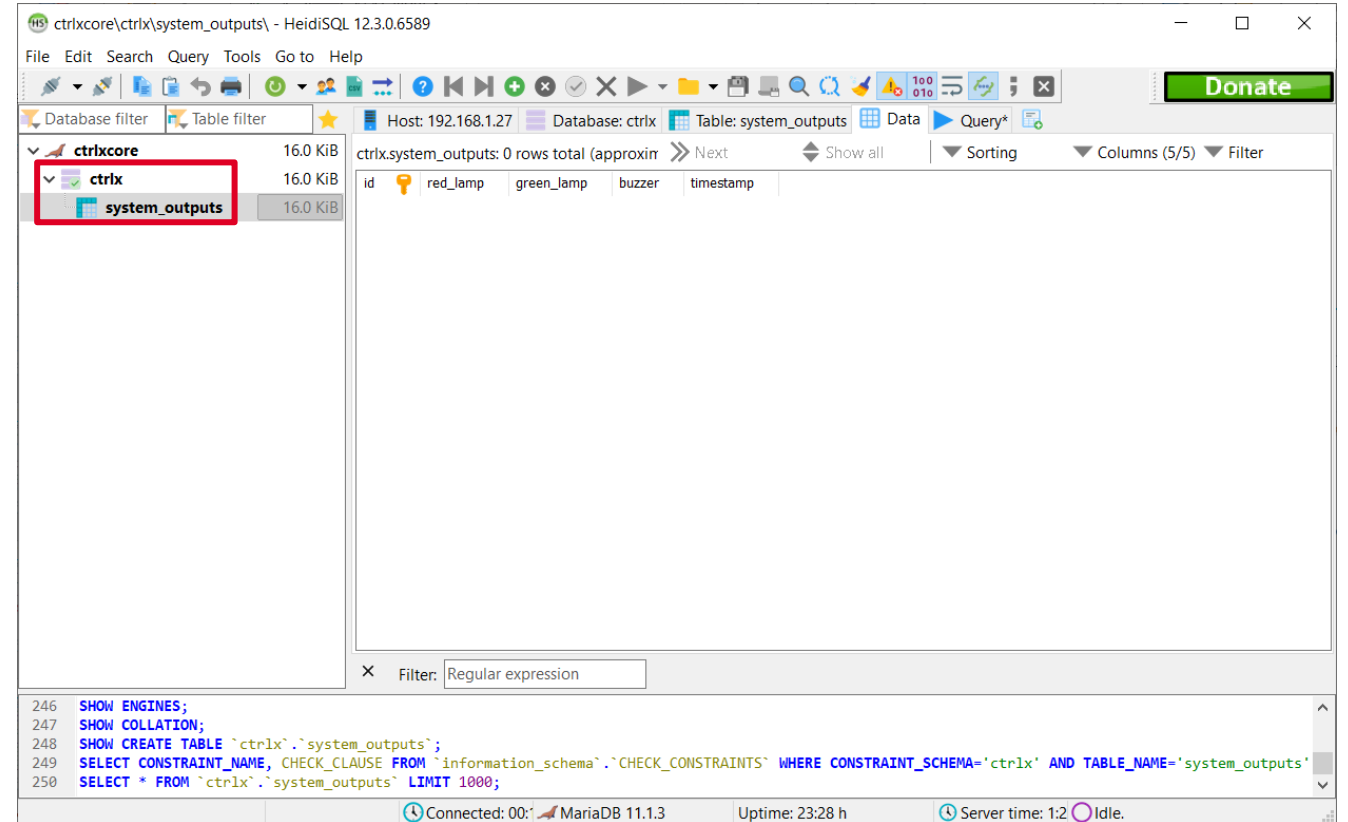 ctrlxcore\ctrlx\system_outputs\ - HeidiSQL 12.3.0.6589
File Edit Search Query Tools Go to Help
Donate
Database filter Table filter Host: 192.168.1.27 Database: ctrlx Table: system_outputs Data Query*
ctrlxcore 16.0 KiB
ctrlx 16.0 KiB
system_outputs 16.0 KiB
ctrlx.system_outputs: 0 rows total (approxim Next Show all Sorting Columns (5/5) Filter
id red_lamp green_lamp buzzer timestamp
Filter: Regular expression
246 SHOW ENGINES;
247 SHOW COLLATION;
248 SHOW CREATE TABLE `ctrlx`.`system_outputs`;
249 SELECT CONSTRAINT_NAME, CHECK_CLAUSE FROM `information_schema`.`CHECK_CONSTRAINTS` WHERE CONSTRAINT_SCHEMA='ctrlx' AND TABLE_NAME='system_outputs'
250 SELECT * FROM `ctrlx`.`system_outputs` LIMIT 1000;
Connected: 00: MariaDB 11.1.3 Uptime: 23:28 h Server time: 1:2 Idle.